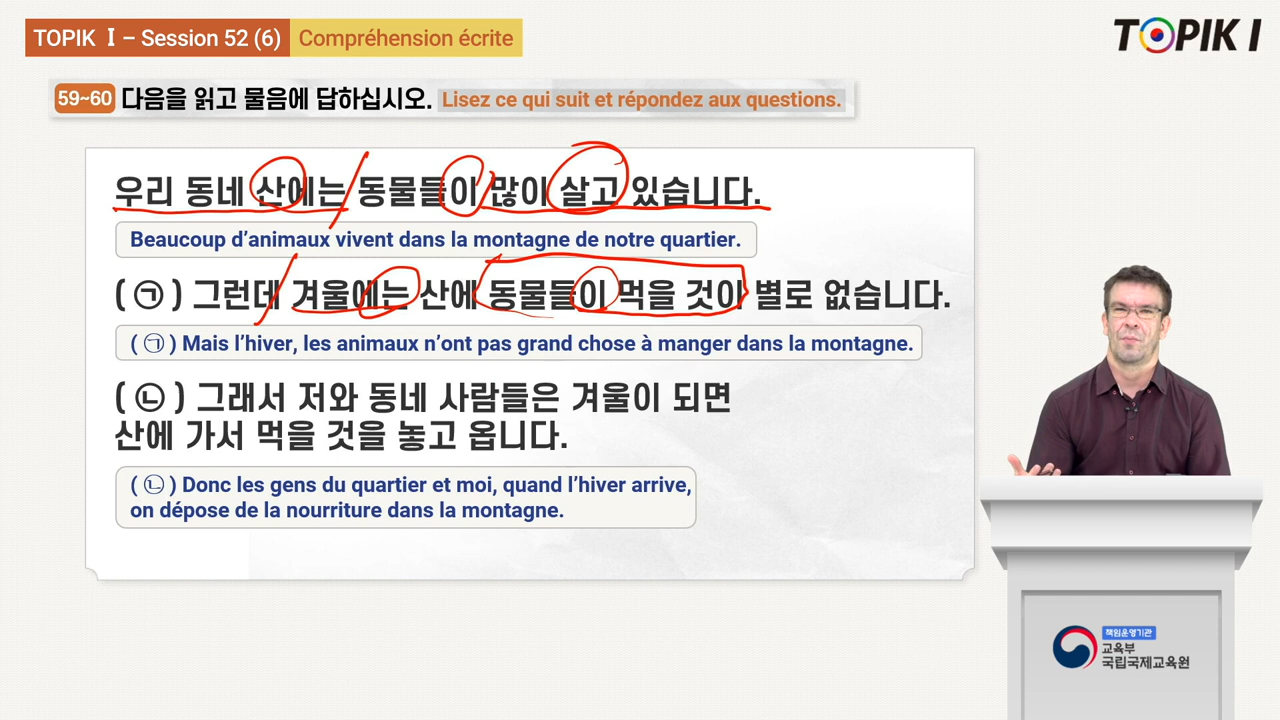 TOPIK I – Session 52 (6) Compréhension écrite
TOPIK I
59~60 다음을 읽고 물음에 답하십시오. Lisez ce qui suit et répondez aux questions.
우리 동네 산에는 동물들이 많이 살고 있습니다.
Beaucoup d’animaux vivent dans la montagne de notre quartier.
( ㉠ ) 그런데 겨울에는 산에 동물들이 먹을 것이 별로 없습니다.
( ㉠ ) Mais l’hiver, les animaux n’ont pas grand chose à manger dans la montagne.
( ㉡ ) 그래서 저와 동네 사람들은 겨울이 되면
산에 가서 먹을 것을 놓고 옵니다.
( ㉡ ) Donc les gens du quartier et moi, quand l’hiver arrive,
on dépose de la nourriture dans la montagne.
책임운영기관
교육부
국립국제교육원